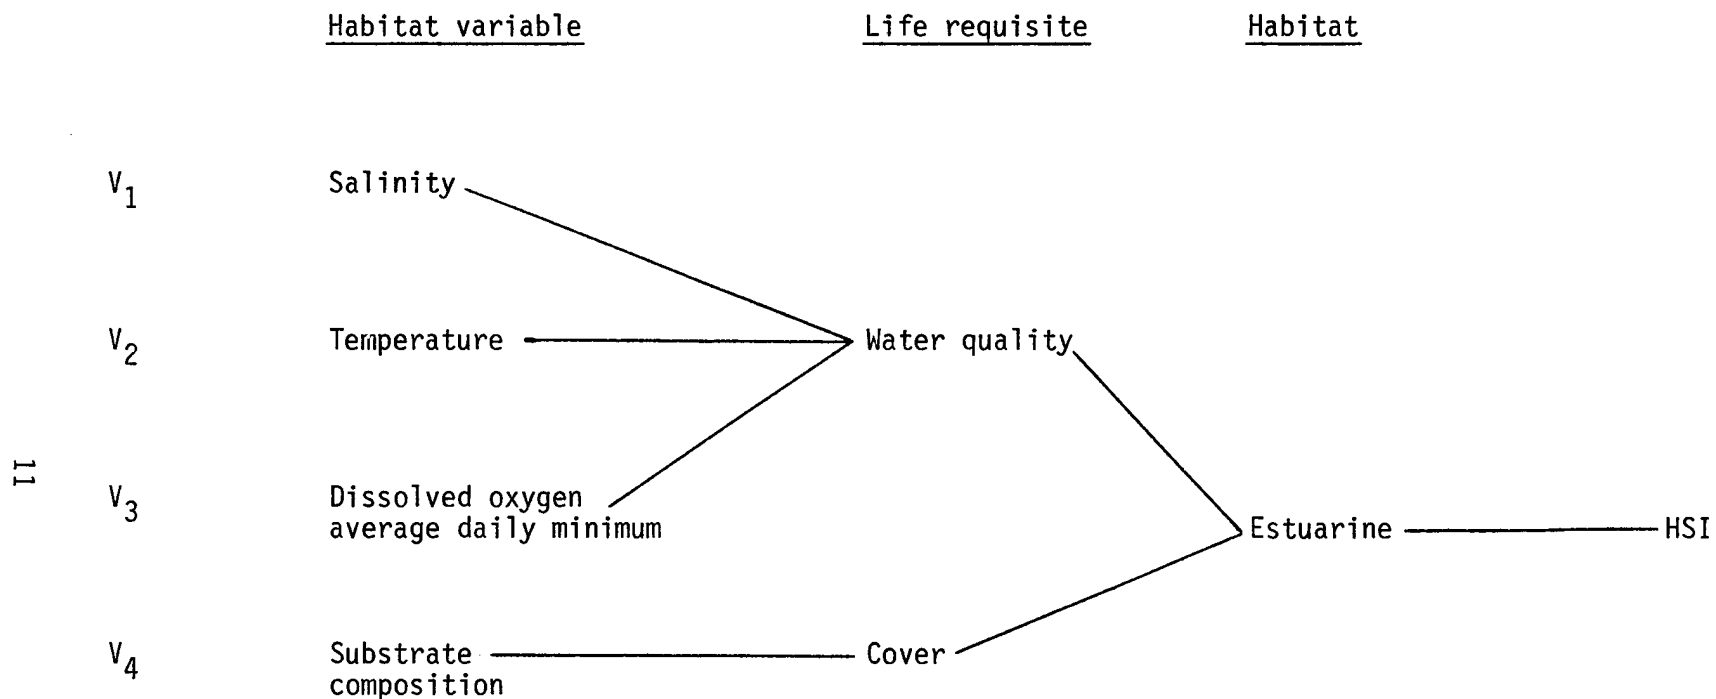 Habitat variable Life requisite Habitat
V1 Salinity
V2 Temperature Water quality
V3 Dissolved oxygen
average daily minimum Estuarine HSI
V4 Substrate Cover
composition
11